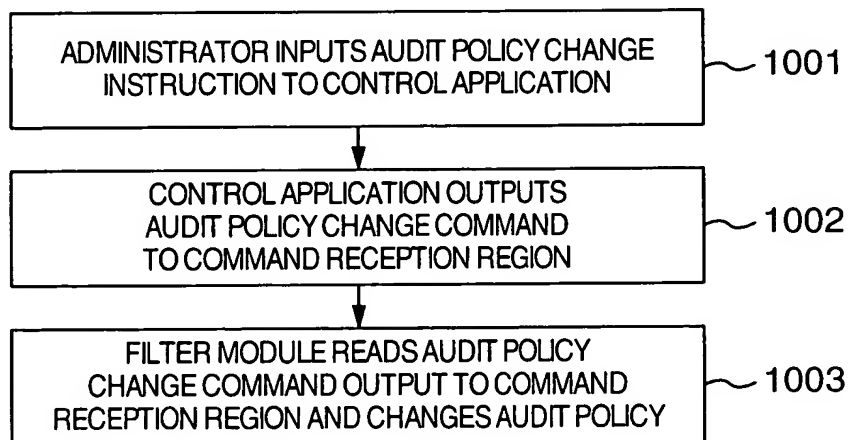 ADMINISTRATOR INPUTS AUDIT POLICY CHANGE
INSTRUCTION TO CONTROL APPLICATION
1001
CONTROL APPLICATION OUTPUTS
AUDIT POLICY CHANGE COMMAND
TO COMMAND RECEPTION REGION
1002
FILTER MODULE READS AUDIT POLICY
CHANGE COMMAND OUTPUT TO COMMAND
RECEPTION REGION AND CHANGES AUDIT POLICY
1003